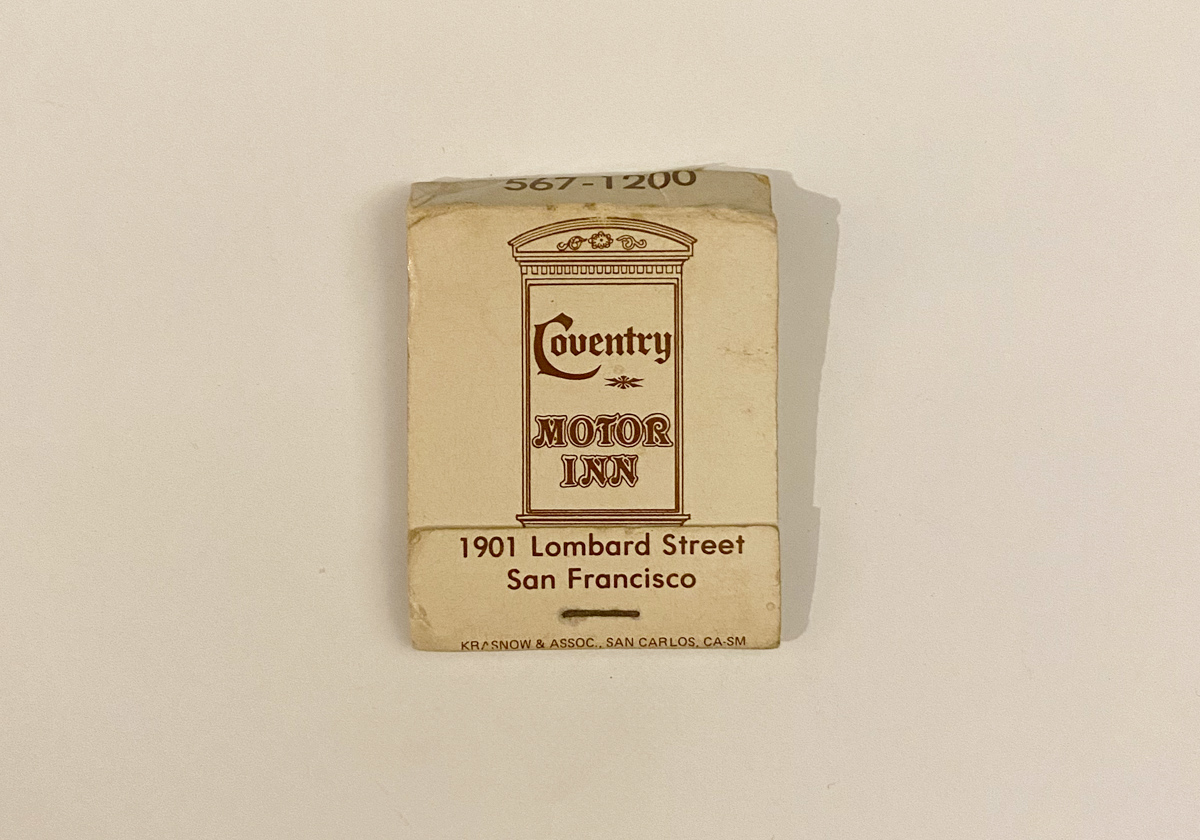 567-1200
Coventry
MOTOR
INN
1901 Lombard Street
San Francisco
KRASNOW & ASSOC., SAN CARLOS, CA-SM